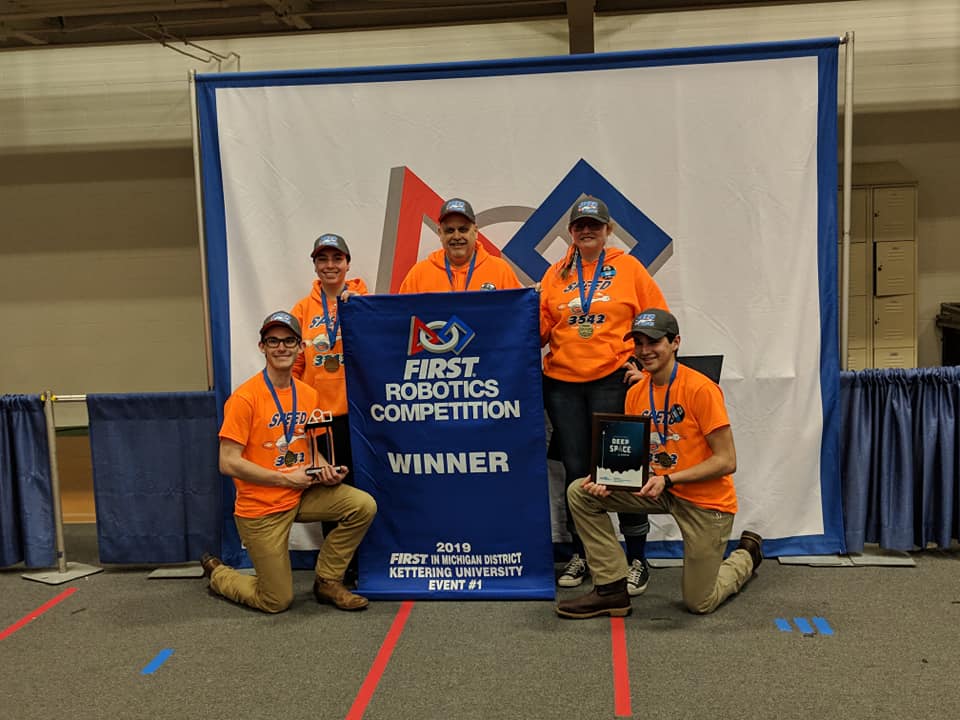 SPEED
3542
SPEED
3542
SPEED
3542
DEEP
SPACE
FIRST®
ROBOTICS
COMPETITION
WINNER
2019
FIRST IN MICHIGAN DISTRICT
KETTERING UNIVERSITY
EVENT #1